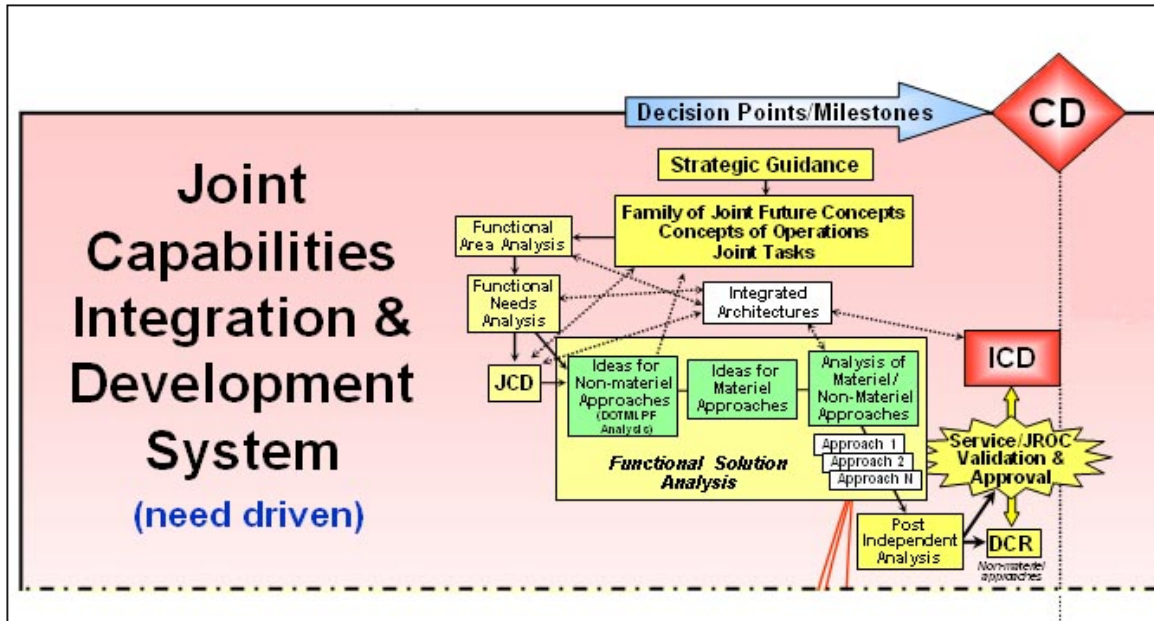 Decision Points/Milestones
CD
Joint
Capabilities
Integration &
Development
System
(need driven)
Strategic Guidance
Family of Joint Future Concepts
Concepts of Operations
Joint Tasks
Functional
Area Analysis
Functional
Needs
Analysis
Integrated
Architectures
JCD
Ideas for
Non-materiel
Approaches
(DOTMLPF
Analysis)
Ideas for
Materiel
Approaches
Analysis of
Materiel/
Non-Materiel
Approaches
Approach 1
Approach 2
Approach N
Functional Solution
Analysis
ICD
Service/JROC
Validation &
Approval
Post
Independent
Analysis
DCR
Non-materiel
approaches